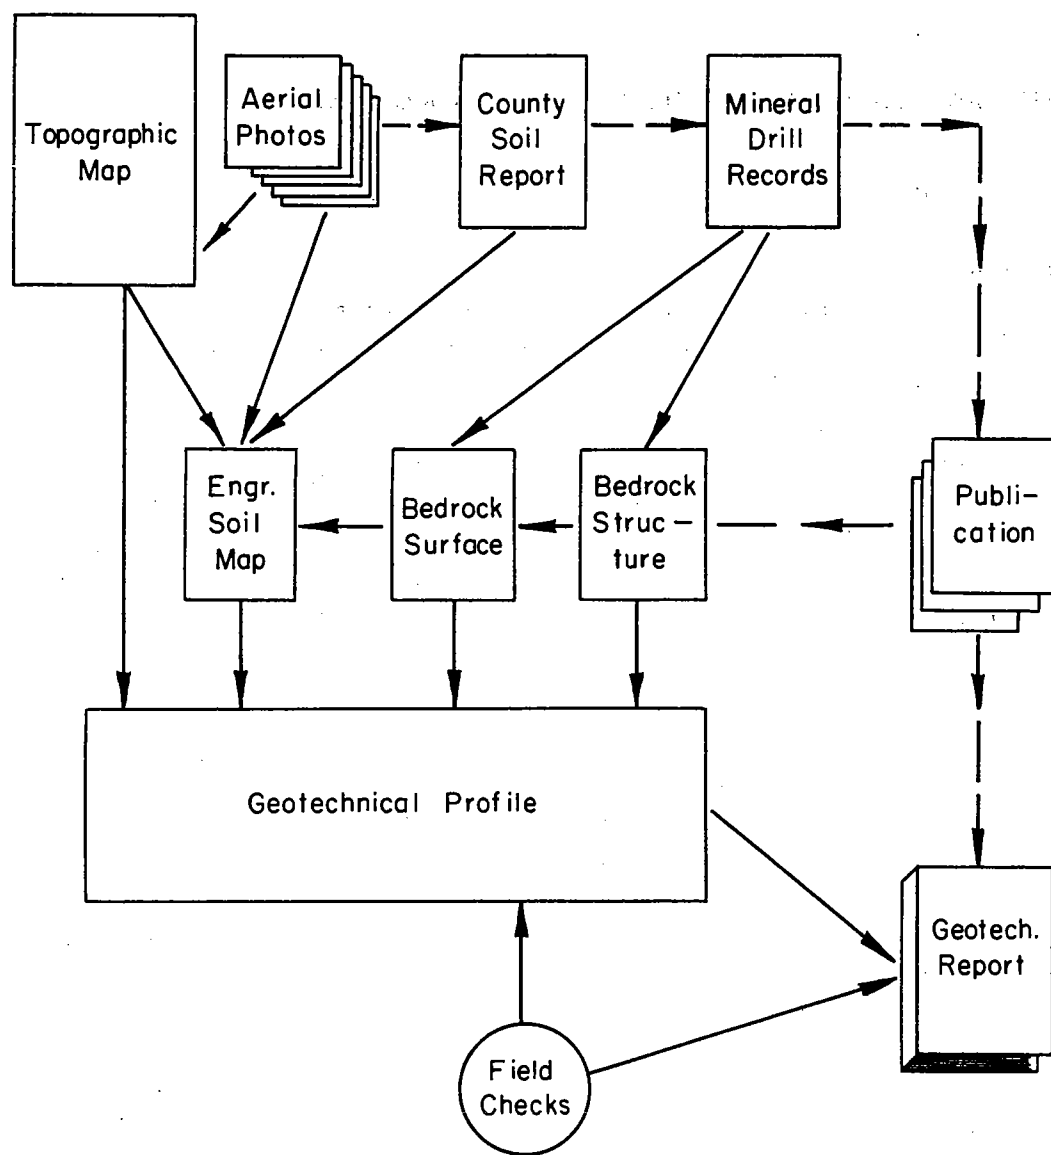 Topographic
Map
Aerial
Photos
County
Soil
Report
Mineral
Drill
Records
Engr.
Soil
Map
Bedrock
Surface
Bedrock
Struc-
ture
Publi-
cation
Geotechnical Profile
Geotech.
Report
Field
Checks